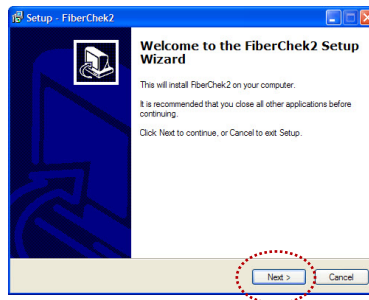 Setup - FiberChek2
Welcome to the FiberChek2 Setup
Wizard
This will install FiberChek2 on your computer.
It is recommended that you close all other applications before
continuing.
Click Next to continue, or Cancel to exit Setup.
Next >
Cancel